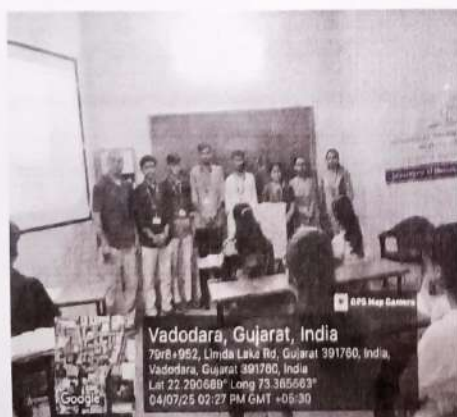 GPS Map Camera
Vadodara, Gujarat, India
79r8+952, Limda Lake Rd, Gujarat 391760, India,
Vadodara, Gujarat 391760, India
Lat 22.290689° Long 73.365563°
04/07/25 02:27 PM GMT +05:30
Google